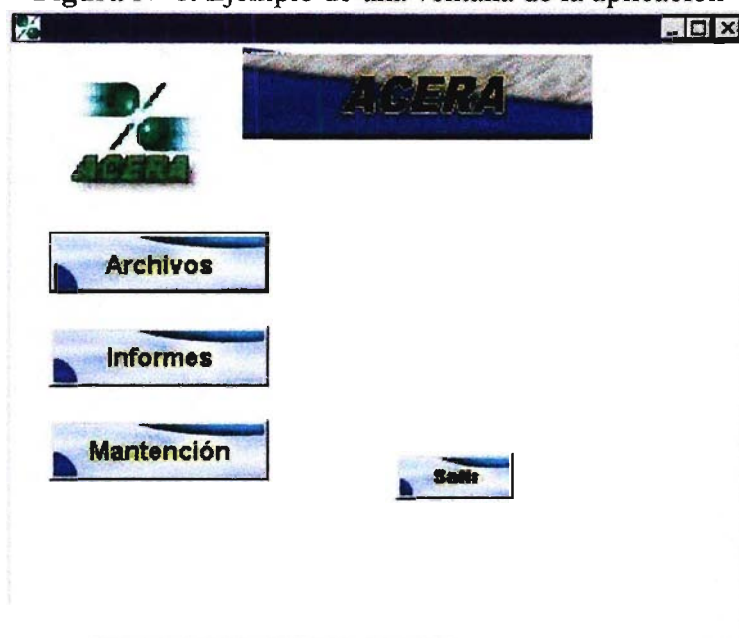 ACERA
ACERA
Archivos
Informes
Mantención
Salir